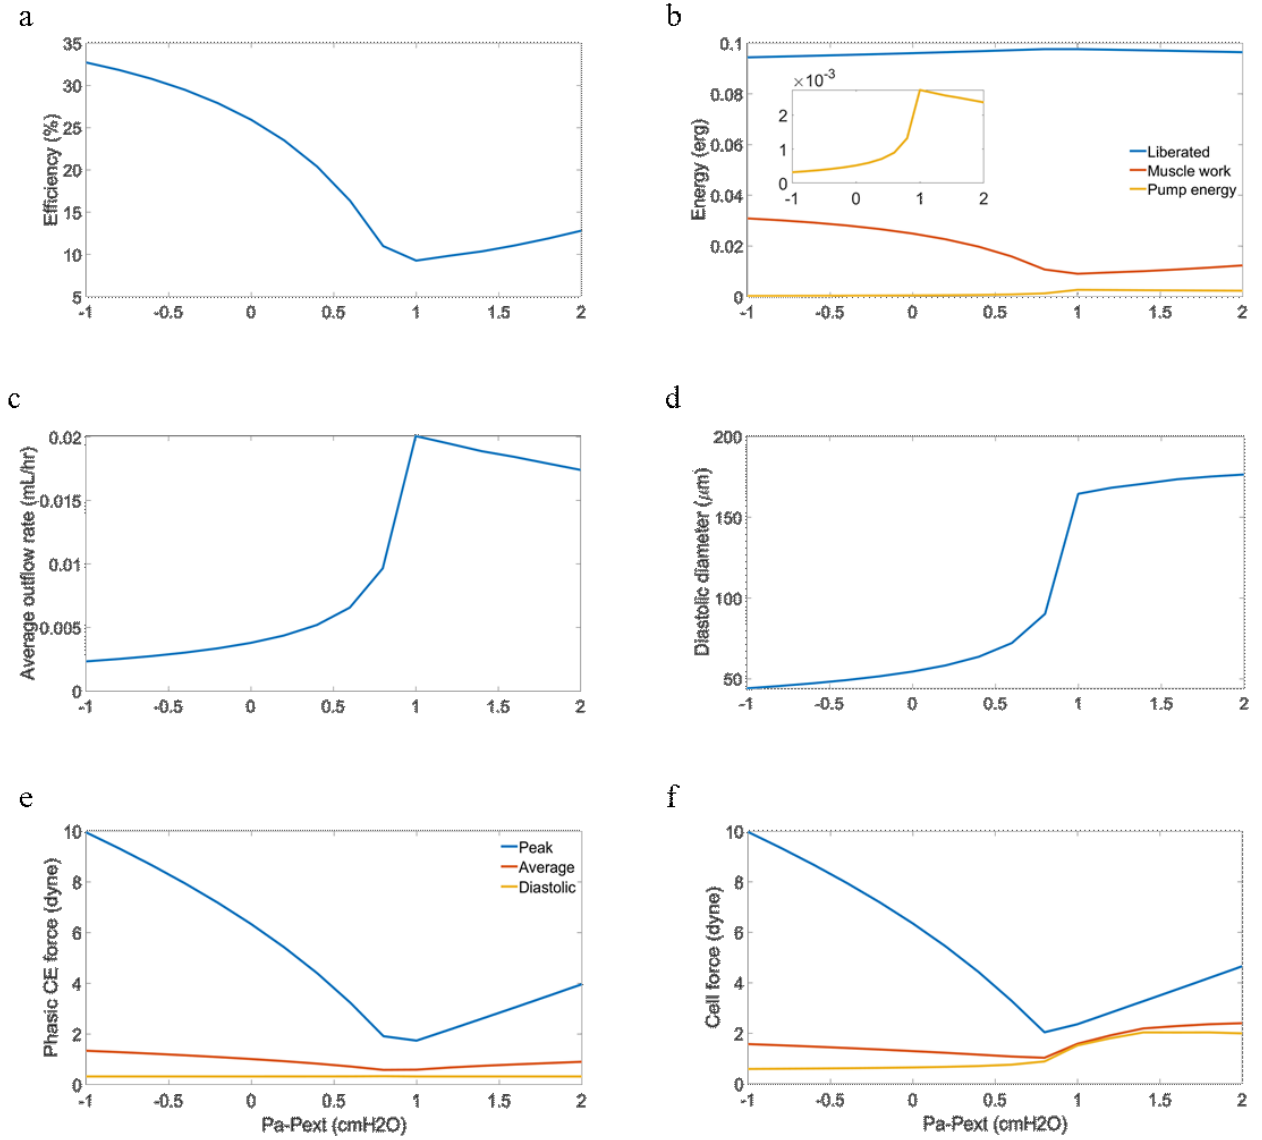 a
35
30
25
20
15
10
5
Efficiency (%)
-1 -0.5 0 0.5 1 1.5 2
b
0.1
0.08
0.06
0.04
0.02
0
Energy (erg)
×10-3
2
1
0
-1 0 1 2
Liberated
Muscle work
Pump energy
-1 -0.5 0 0.5 1 1.5 2
c
0.02
0.015
0.01
0.005
0
Average outflow rate (mL/hr)
-1 -0.5 0 0.5 1 1.5 2
d
200
150
100
50
Diastolic diameter (μm)
-1 -0.5 0 0.5 1 1.5 2
e
10
8
6
4
2
0
Phasic CE force (dyne)
Peak
Average
Diastolic
-1 -0.5 0 0.5 1 1.5 2
Pa-Pext (cmH2O)
f
10
8
6
4
2
0
Cell force (dyne)
-1 -0.5 0 0.5 1 1.5 2
Pa-Pext (cmH2O)